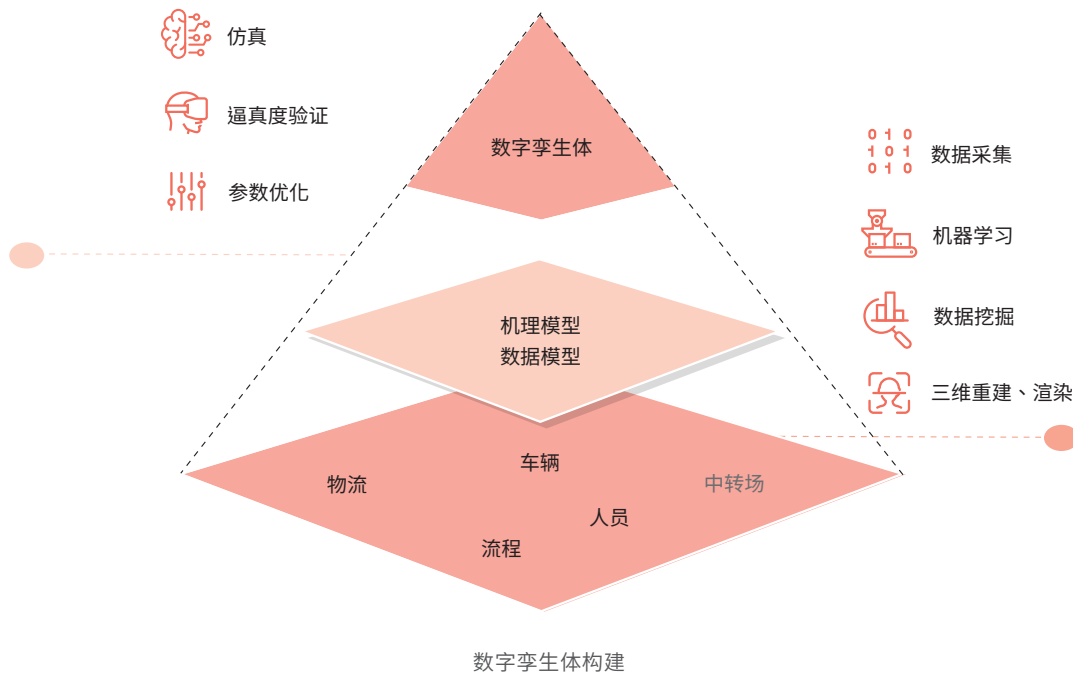 仿真
逼真度验证
参数优化
数字孪生体
数据采集
机器学习
数据挖掘
三维重建、渲染
机理模型
数据模型
车辆
物流
中转场
人员
流程
数字孪生体构建